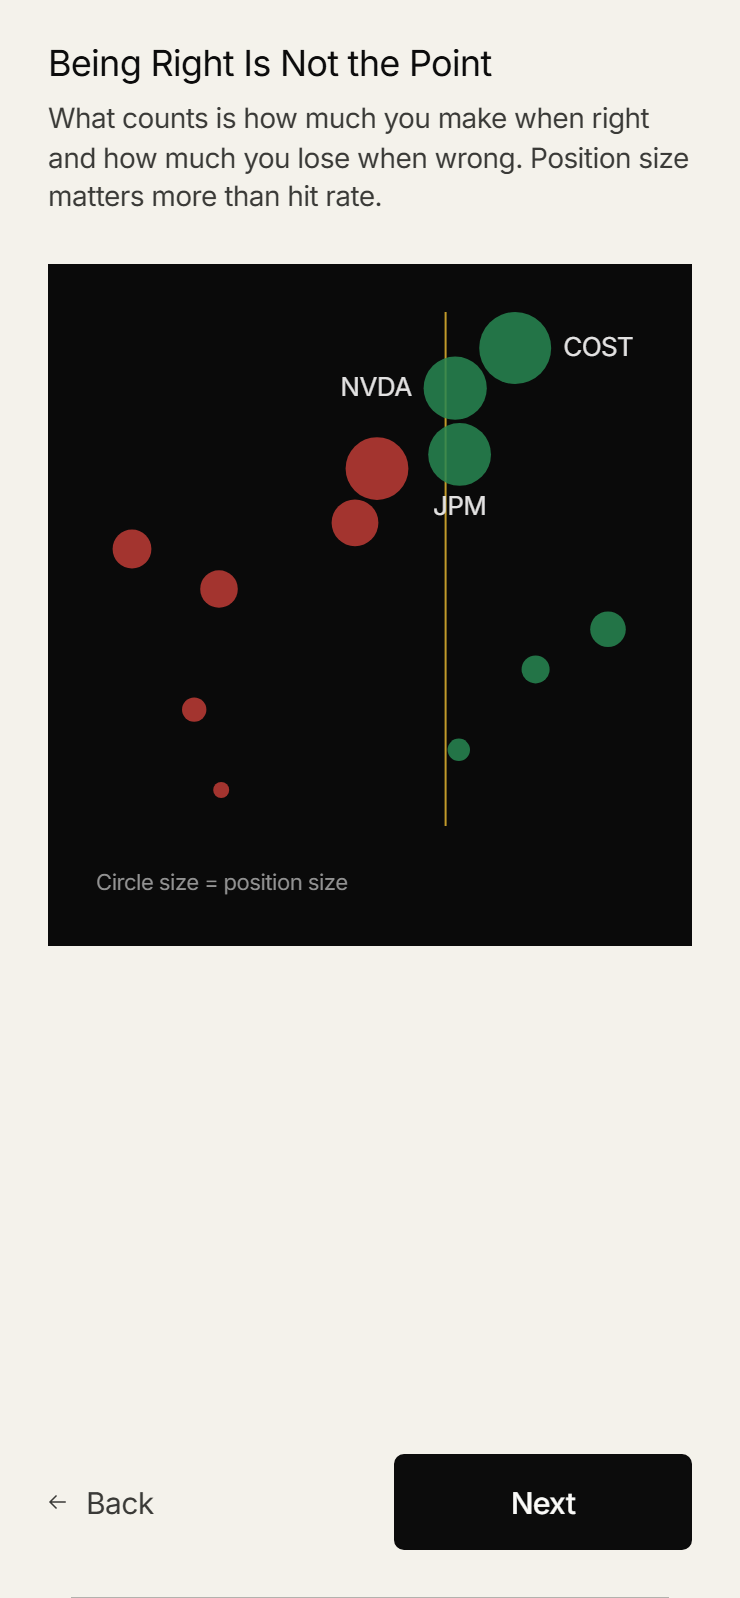 Being Right Is Not the Point
What counts is how much you make when right
and how much you lose when wrong. Position size
matters more than hit rate.
COST
NVDA
JPM
Circle size = position size
← Back
Next